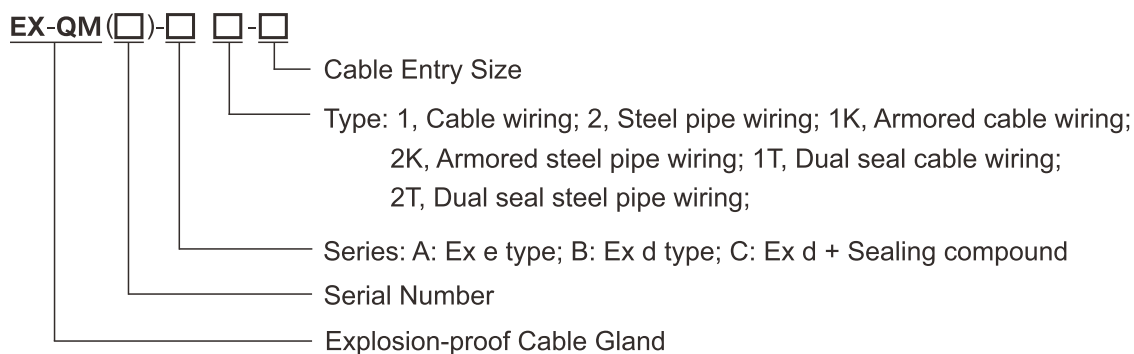 EX-QM(□)-□ □-□
Cable Entry Size
Type: 1, Cable wiring; 2, Steel pipe wiring; 1K, Armored cable wiring;
2K, Armored steel pipe wiring; 1T, Dual seal cable wiring;
2T, Dual seal steel pipe wiring;
Series: A: Ex e type; B: Ex d type; C: Ex d + Sealing compound
Serial Number
Explosion-proof Cable Gland